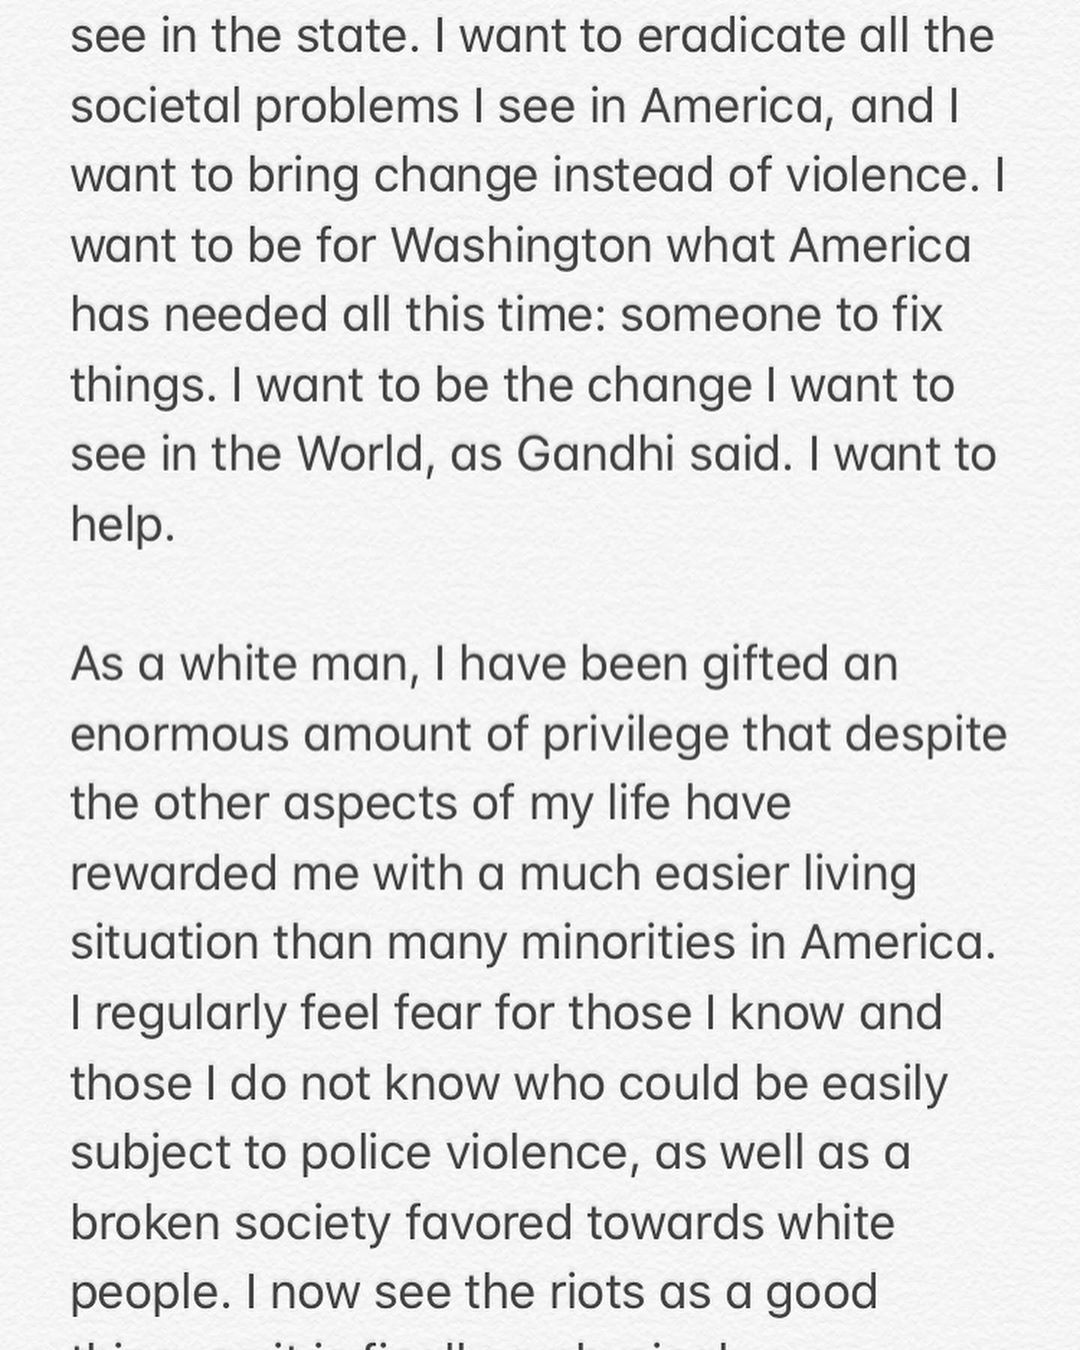 see in the state. I want to eradicate all the
societal problems I see in America, and I
want to bring change instead of violence. I
want to be for Washington what America
has needed all this time: someone to fix
things. I want to be the change I want to
see in the World, as Gandhi said. I want to
help.
As a white man, I have been gifted an
enormous amount of privilege that despite
the other aspects of my life have
rewarded me with a much easier living
situation than many minorities in America.
I regularly feel fear for those I know and
those I do not know who could be easily
subject to police violence, as well as a
broken society favored towards white
people. I now see the riots as a good